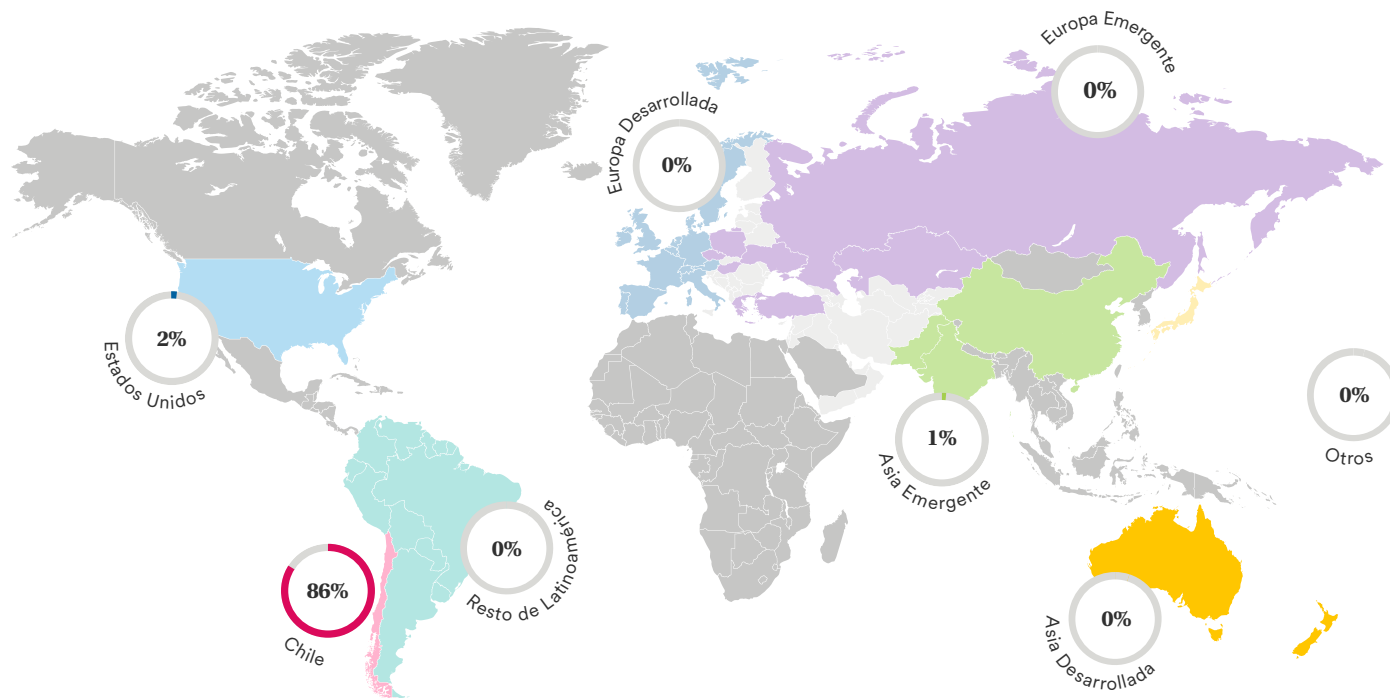 Europa Emergente
0%
Europa Desarrollada
0%
2%
Estados Unidos
0%
Otros
1%
Asia Emergente
0%
Resto de Latinoamérica
86%
Chile
0%
Asia Desarrollada